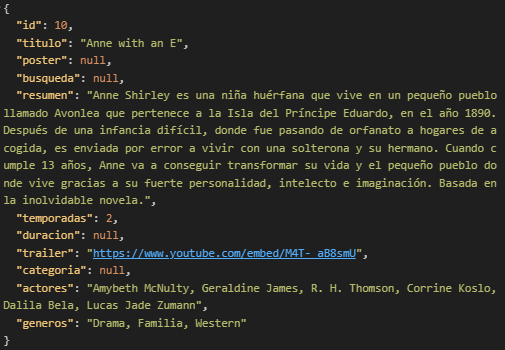 {
  "id": 10,
  "titulo": "Anne with an E",
  "poster": null,
  "busqueda": null,
  "resumen": "Anne Shirley es una niña huérfana que vive en un pequeño pueblo
llamado Avonlea que pertenece a la Isla del Príncipe Eduardo, en el año 1890.
Después de una infancia difícil, donde fue pasando de orfanato a hogares de a
cogida, es enviada por error a vivir con una solterona y su hermano. Cuando c
umple 13 años, Anne va a conseguir transformar su vida y el pequeño pueblo do
nde vive gracias a su fuerte personalidad, intelecto e imaginación. Basada en
la inolvidable novela.",
  "temporadas": 2,
  "duracion": null,
  "trailer": "https://www.youtube.com/embed/M4T-_aB8smU",
  "categoria": null,
  "actores": "Amybeth McNulty, Geraldine James, R. H. Thomson, Corrine Koslo,
Dalila Bela, Lucas Jade Zumann",
  "generos": "Drama, Familia, Western"
}